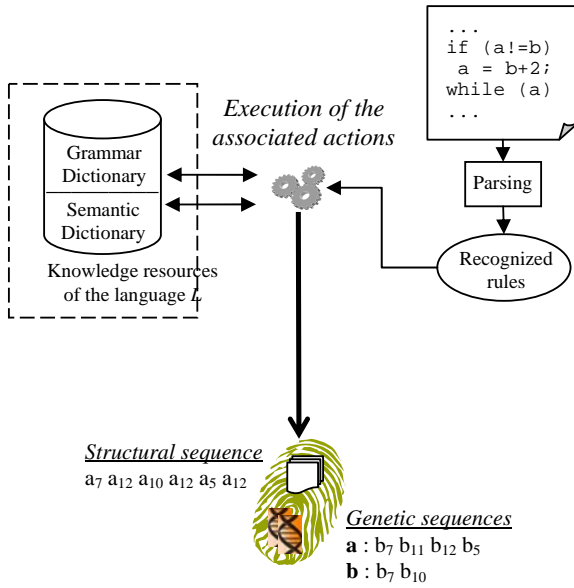 ...
if (a!=b)
a = b+2;
while (a)
...
Execution of the
associated actions
Grammar
Dictionary
Semantic
Dictionary
Knowledge resources
of the language L
Parsing
Recognized
rules
Structural sequence
a7 a12 a10 a12 a5 a12
Genetic sequences
a : b7 b11 b12 b5
b : b7 b10